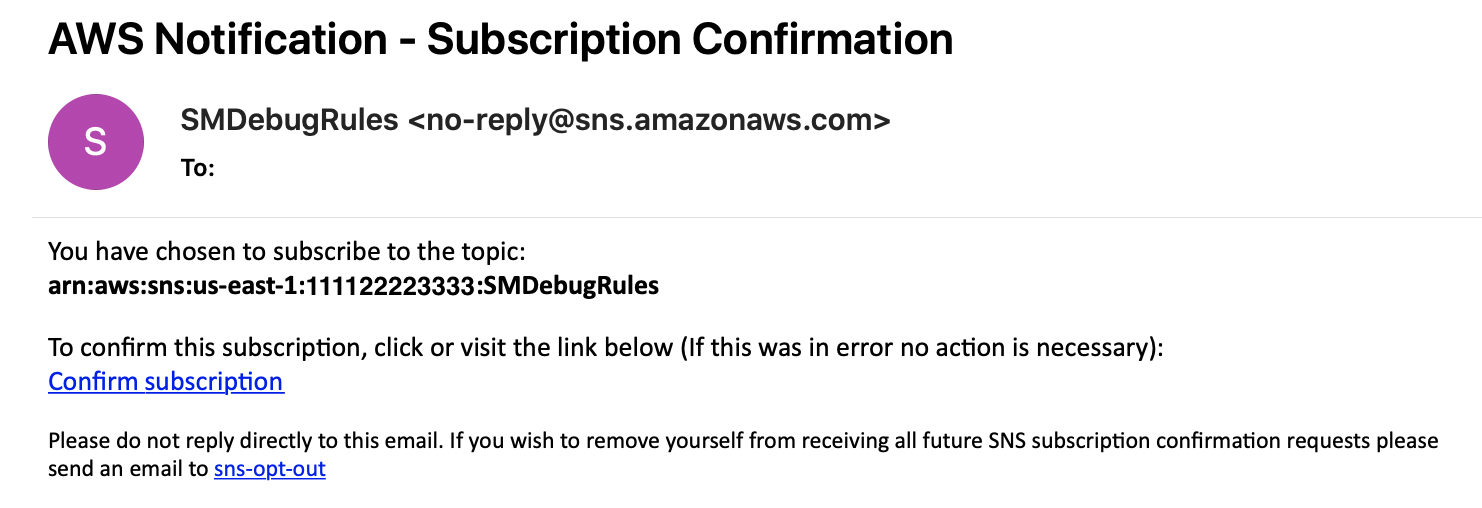 AWS Notification - Subscription Confirmation
S
SMDebugRules <no-reply@sns.amazonaws.com>
To:
You have chosen to subscribe to the topic:
arn:aws:sns:us-east-1:111122223333:SMDebugRules
To confirm this subscription, click or visit the link below (If this was in error no action is necessary):
Confirm subscription
Please do not reply directly to this email. If you wish to remove yourself from receiving all future SNS subscription confirmation requests please
send an email to sns-opt-out